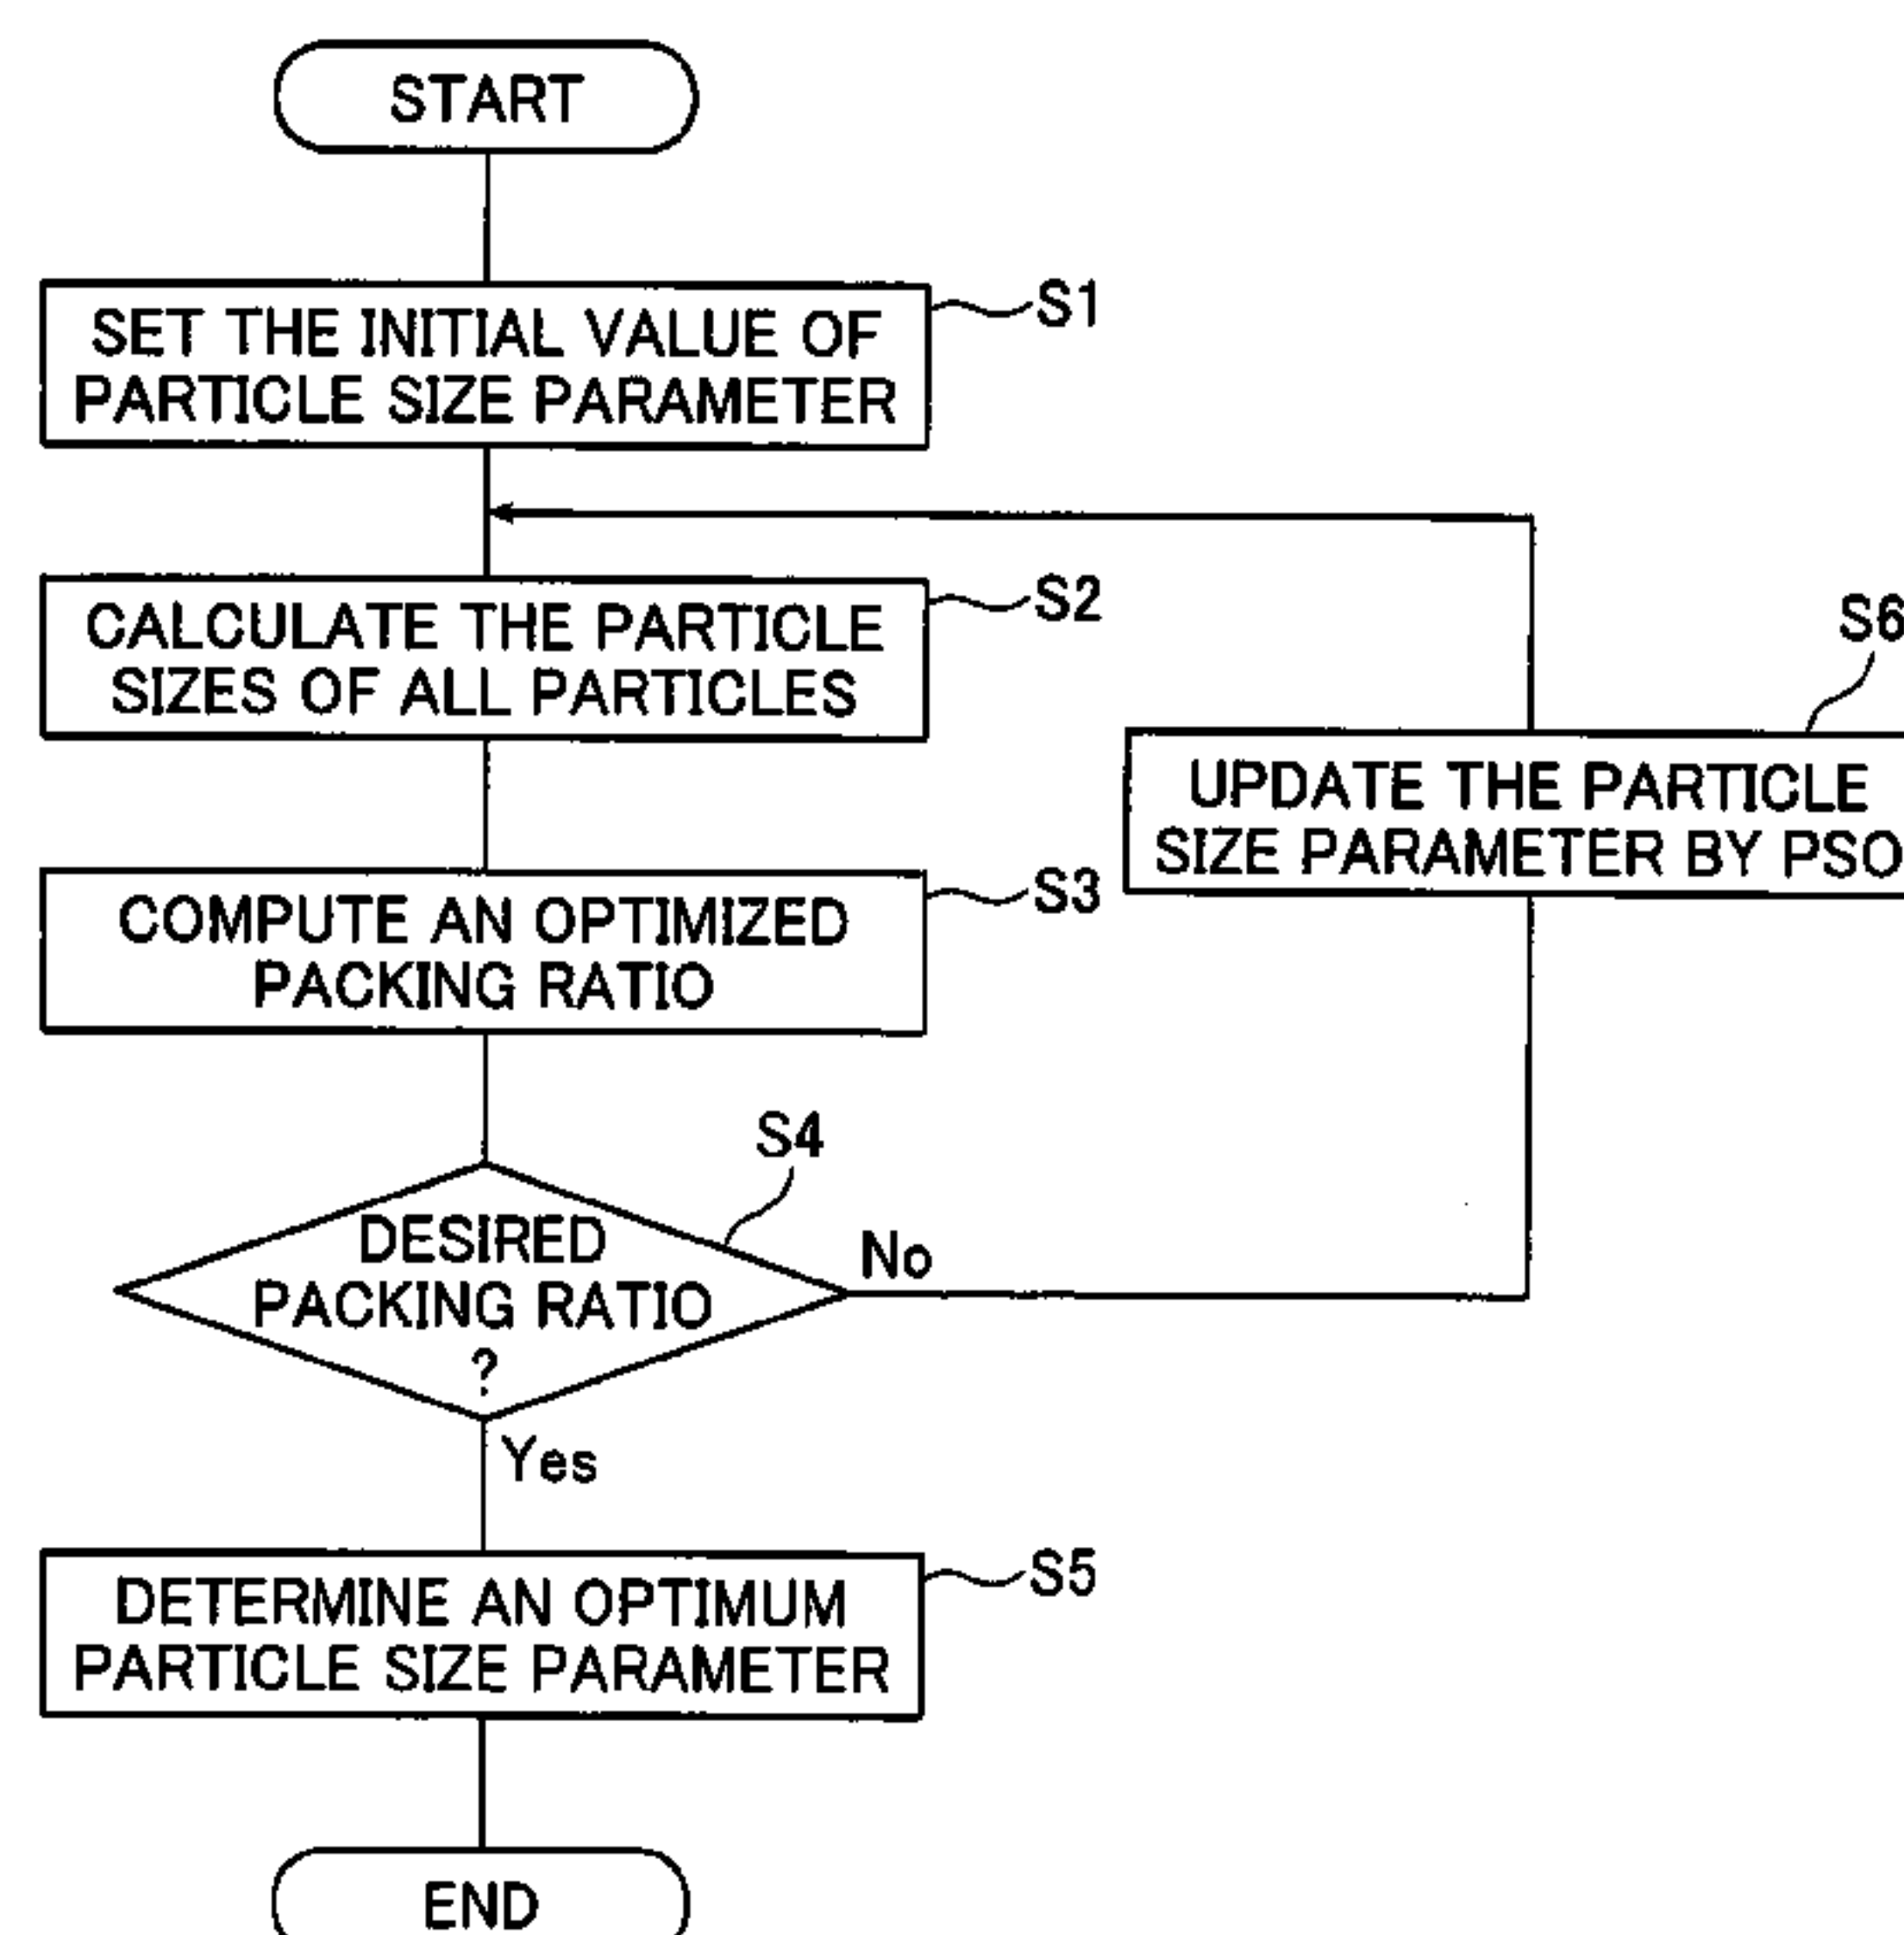 START
S1
SET THE INITIAL VALUE OF
PARTICLE SIZE PARAMETER
S2
CALCULATE THE PARTICLE
SIZES OF ALL PARTICLES
S6
UPDATE THE PARTICLE
SIZE PARAMETER BY PSO
S3
COMPUTE AN OPTIMIZED
PACKING RATIO
S4
DESIRED
PACKING RATIO
?
No
Yes
S5
DETERMINE AN OPTIMUM
PARTICLE SIZE PARAMETER
END